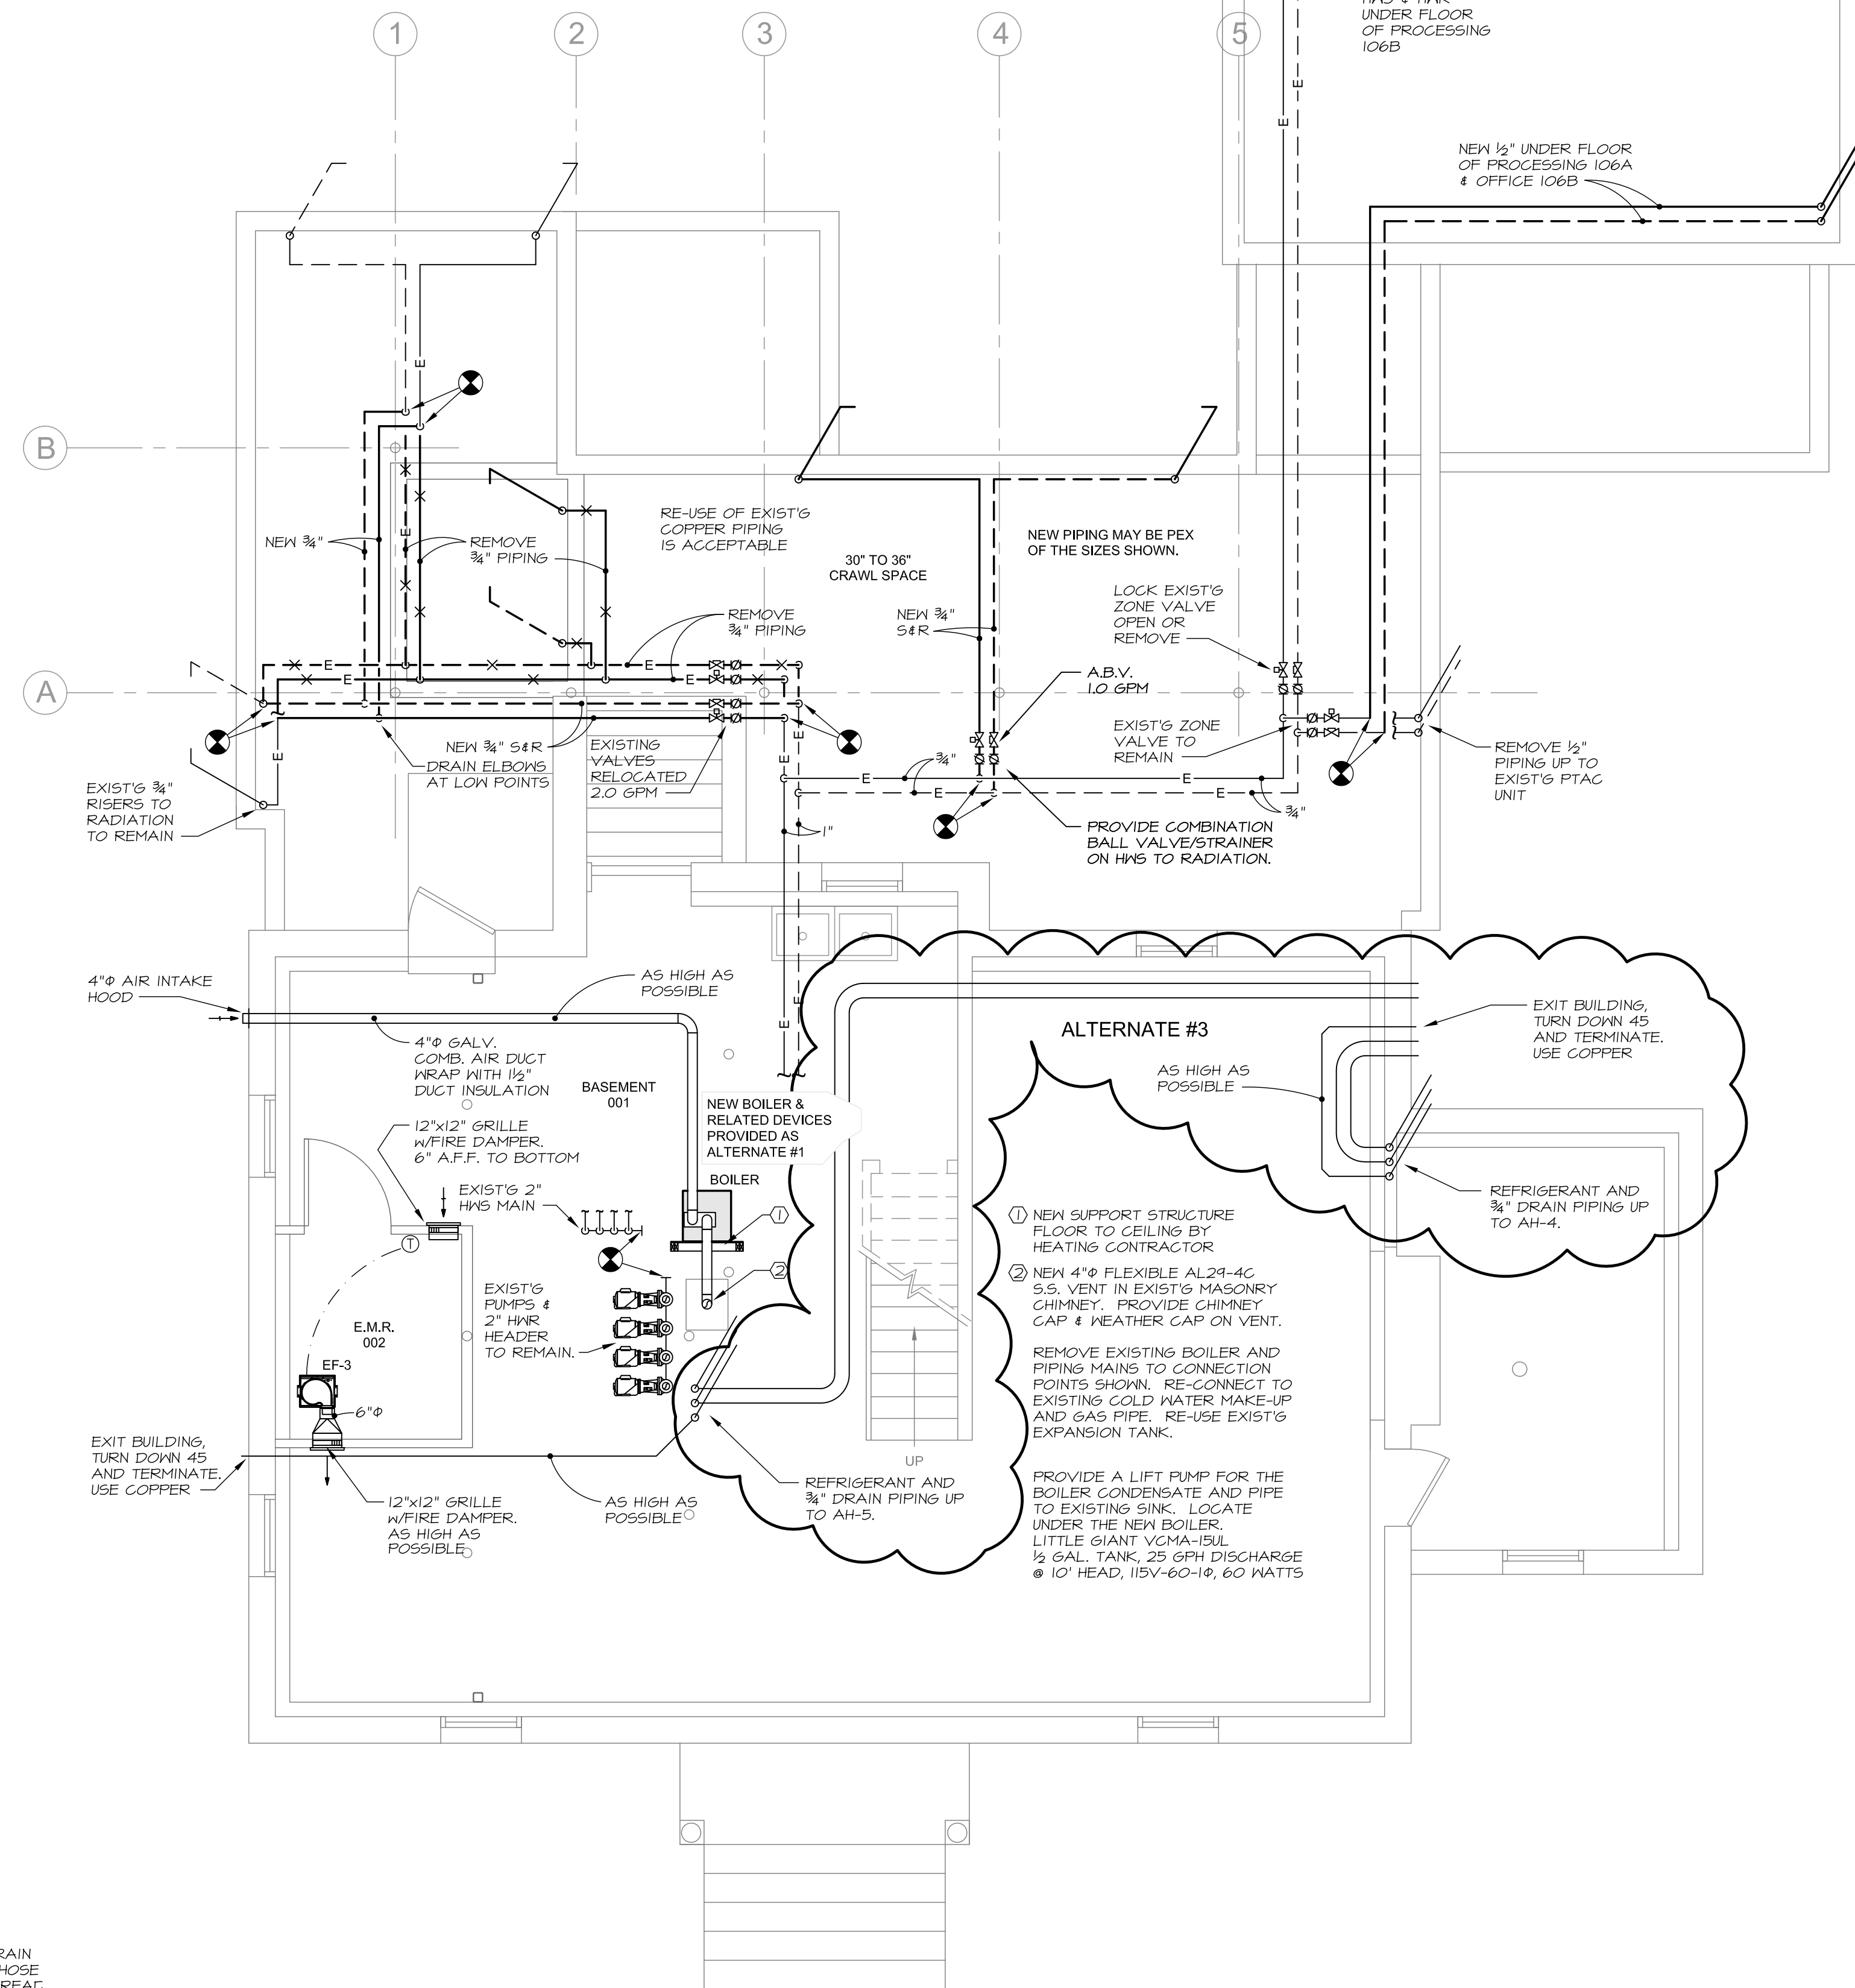 1
2
3
4
5
UNDER FLOOR
OF PROCESSING
106B
NEW ½" UNDER FLOOR
OF PROCESSING 106A
& OFFICE 106B
B
A
E
E
E
E
NEW ¾"
REMOVE
¾" PIPING
RE-USE OF EXIST'G
COPPER PIPING
IS ACCEPTABLE
30" TO 36"
CRAWL SPACE
NEW PIPING MAY BE PEX
OF THE SIZES SHOWN.
LOCK EXIST'G
ZONE VALVE
OPEN OR
REMOVE
NEW ¾"
S&R
REMOVE
¾" PIPING
E
E
E
E
A.B.V.
1.0 GPM
EXIST'G ZONE
VALVE TO
REMAIN
REMOVE ½"
PIPING UP TO
EXIST'G PTAC
UNIT
NEW ¾" S&R
DRAIN ELBOWS
AT LOW POINTS
EXISTING
VALVES
RELOCATED
2.0 GPM
E
E
E
E
E
E
E
¾"
¾"
EXIST'G ¾"
RISERS TO
RADIATION
TO REMAIN
1"
PROVIDE COMBINATION
BALL VALVE/STRAINER
ON HWS TO RADIATION.
4"Φ AIR INTAKE
HOOD
AS HIGH AS
POSSIBLE
4"Φ GALV.
COMB. AIR DUCT
WRAP WITH 1½"
DUCT INSULATION
E
E
ALTERNATE #3
EXIT BUILDING,
TURN DOWN 45
AND TERMINATE.
USE COPPER
AS HIGH AS
POSSIBLE
BASEMENT
001
NEW BOILER &
RELATED DEVICES
PROVIDED AS
ALTERNATE #1
12"x12" GRILLE
W/FIRE DAMPER.
6" A.F.F. TO BOTTOM
BOILER
EXIST'G 2"
HWS MAIN
REFRIGERANT AND
¾" DRAIN PIPING UP
TO AH-4.
1
2
T
1 NEW SUPPORT STRUCTURE
FLOOR TO CEILING BY
HEATING CONTRACTOR
2 NEW 4"Φ FLEXIBLE AL29-4C
S.S. VENT IN EXIST'G MASONRY
CHIMNEY. PROVIDE CHIMNEY
CAP & WEATHER CAP ON VENT.
REMOVE EXISTING BOILER AND
PIPING MAINS TO CONNECTION
POINTS SHOWN. RE-CONNECT TO
EXISTING COLD WATER MAKE-UP
AND GAS PIPE. RE-USE EXIST'G
EXPANSION TANK.
PROVIDE A LIFT PUMP FOR THE
BOILER CONDENSATE AND PIPE
TO EXISTING SINK. LOCATE
UNDER THE NEW BOILER.
LITTLE GIANT VCMA-15UL
½ GAL. TANK, 25 GPH DISCHARGE
@ 10' HEAD, 115V-60-1Φ, 60 WATTS
EXIST'G
PUMPS &
2" HWR
HEADER
TO REMAIN.
E.M.R.
002
EF-3
6"Φ
EXIT BUILDING,
TURN DOWN 45
AND TERMINATE.
USE COPPER
12"x12" GRILLE
W/FIRE DAMPER.
AS HIGH AS
POSSIBLE
AS HIGH AS
POSSIBLE
REFRIGERANT AND
¾" DRAIN PIPING UP
TO AH-5.
UP
RAIN
HOSE